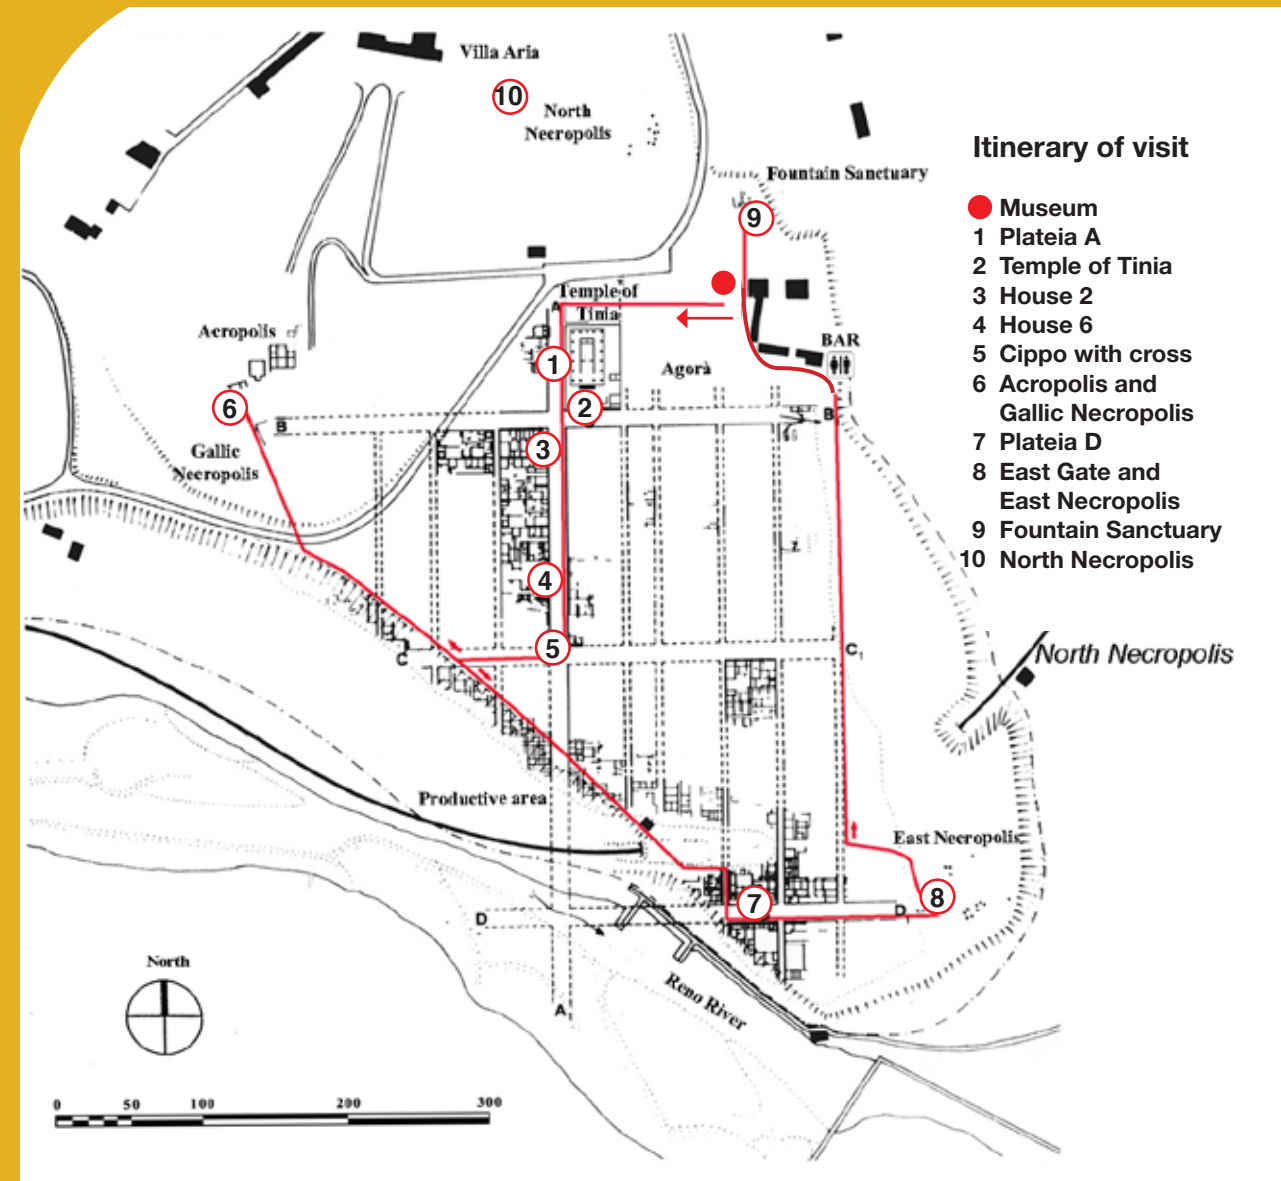 Villa Aria
10
North
Necropolis
Fountain Sanctuary
9
Itinerary of visit
Museum
1 Plateia A
2 Temple of Tinia
3 House 2
4 House 6
5 Cippo with cross
6 Acropolis and
Gallic Necropolis
7 Plateia D
8 East Gate and
East Necropolis
9 Fountain Sanctuary
10 North Necropolis
Temple of
Tinia
A
Acropolis
BAR
1
Agorà
6
2
B
B
Gallic
Necropolis
3
4
5
C
C1
North Necropolis
Productive area
East Necropolis
8
7
D
D1
North
Reno River
A1
0 50 100 200 300